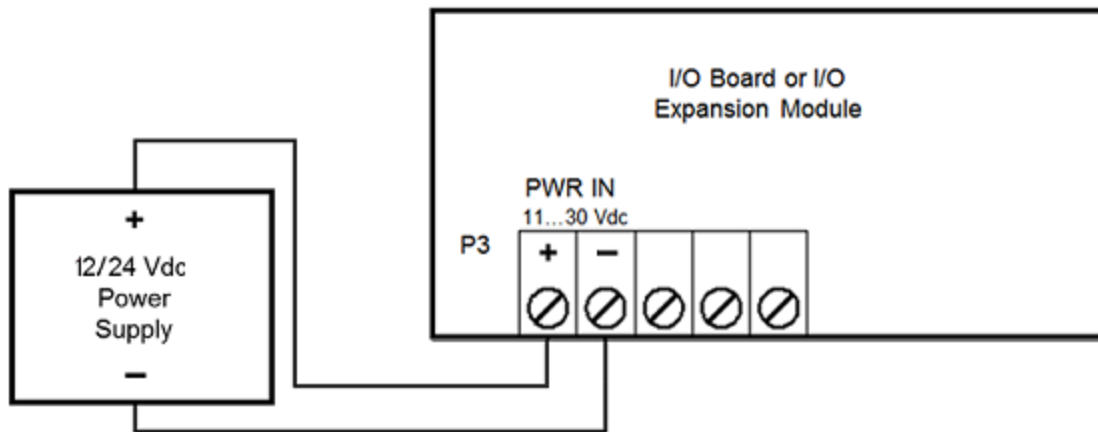 I/O Board or I/O
Expansion Module
PWR IN
11...30 Vdc
P3
+
−
+
12/24 Vdc
Power
Supply
−